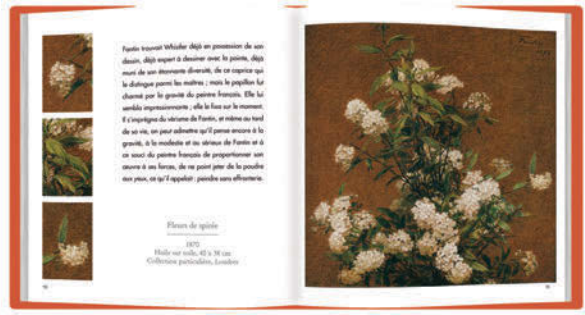 Fantin trouvait Whistler déjà en possession de son
dessin, déjà expert à dessiner avec la pointe, déjà
muni de son étonnante diversité, de ce caprice qui
le distingue parmi les maîtres ; mais le papillon fut
charmé par la gravité du peintre français. Elle lui
sembla impressionnante ; elle le fixa sur le moment.
Il s'imprégna du vérisme de Fantin, et même au tard
de sa vie, on peut admettre qu'il pense encore à la
gravité, à la modestie et au sérieux de Fantin et à
ce souci du peintre français de proportionner son
œuvre à ses forces, de ne point jeter de la poudre
aux yeux, ce qu'il appelait : peindre sans effronterie.
Fleurs de spirée
1870
Huile sur toile, 42 x 38 cm
Collection particulière, Londres
Fantin